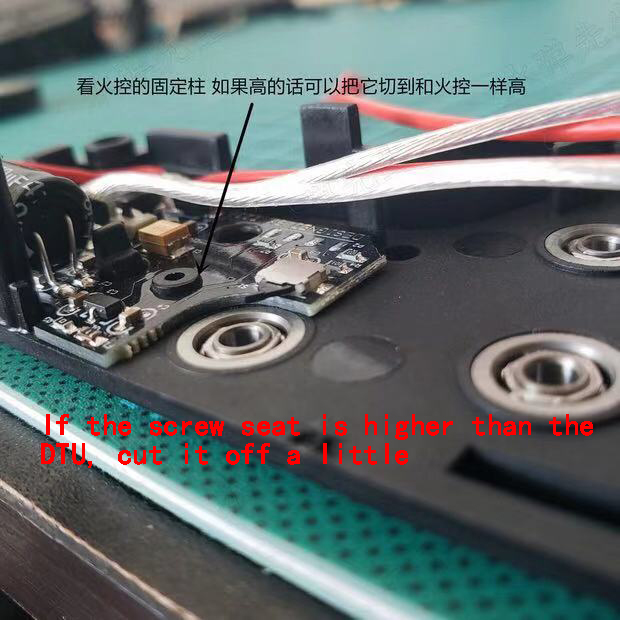 看火控的固定柱 如果高的话可以把它切到和火控一样高
If the screw seat is higher than the
DTU, cut it off a little